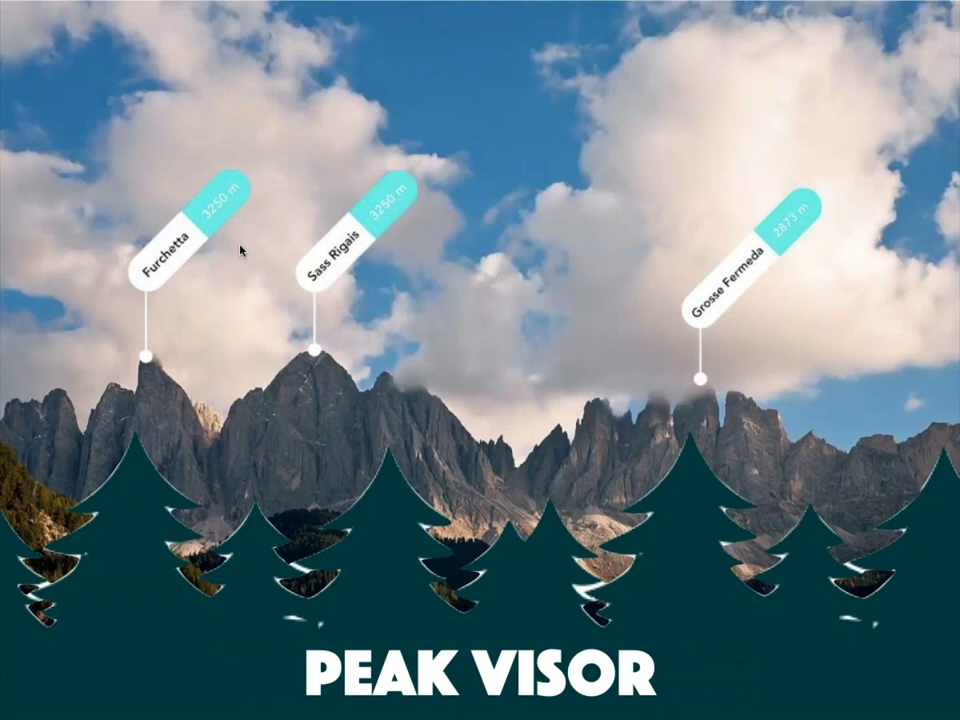 Furchetta 3250 m
Sass Rigais 3250 m
Grosse Fermeda 2873 m
PEAK VISOR